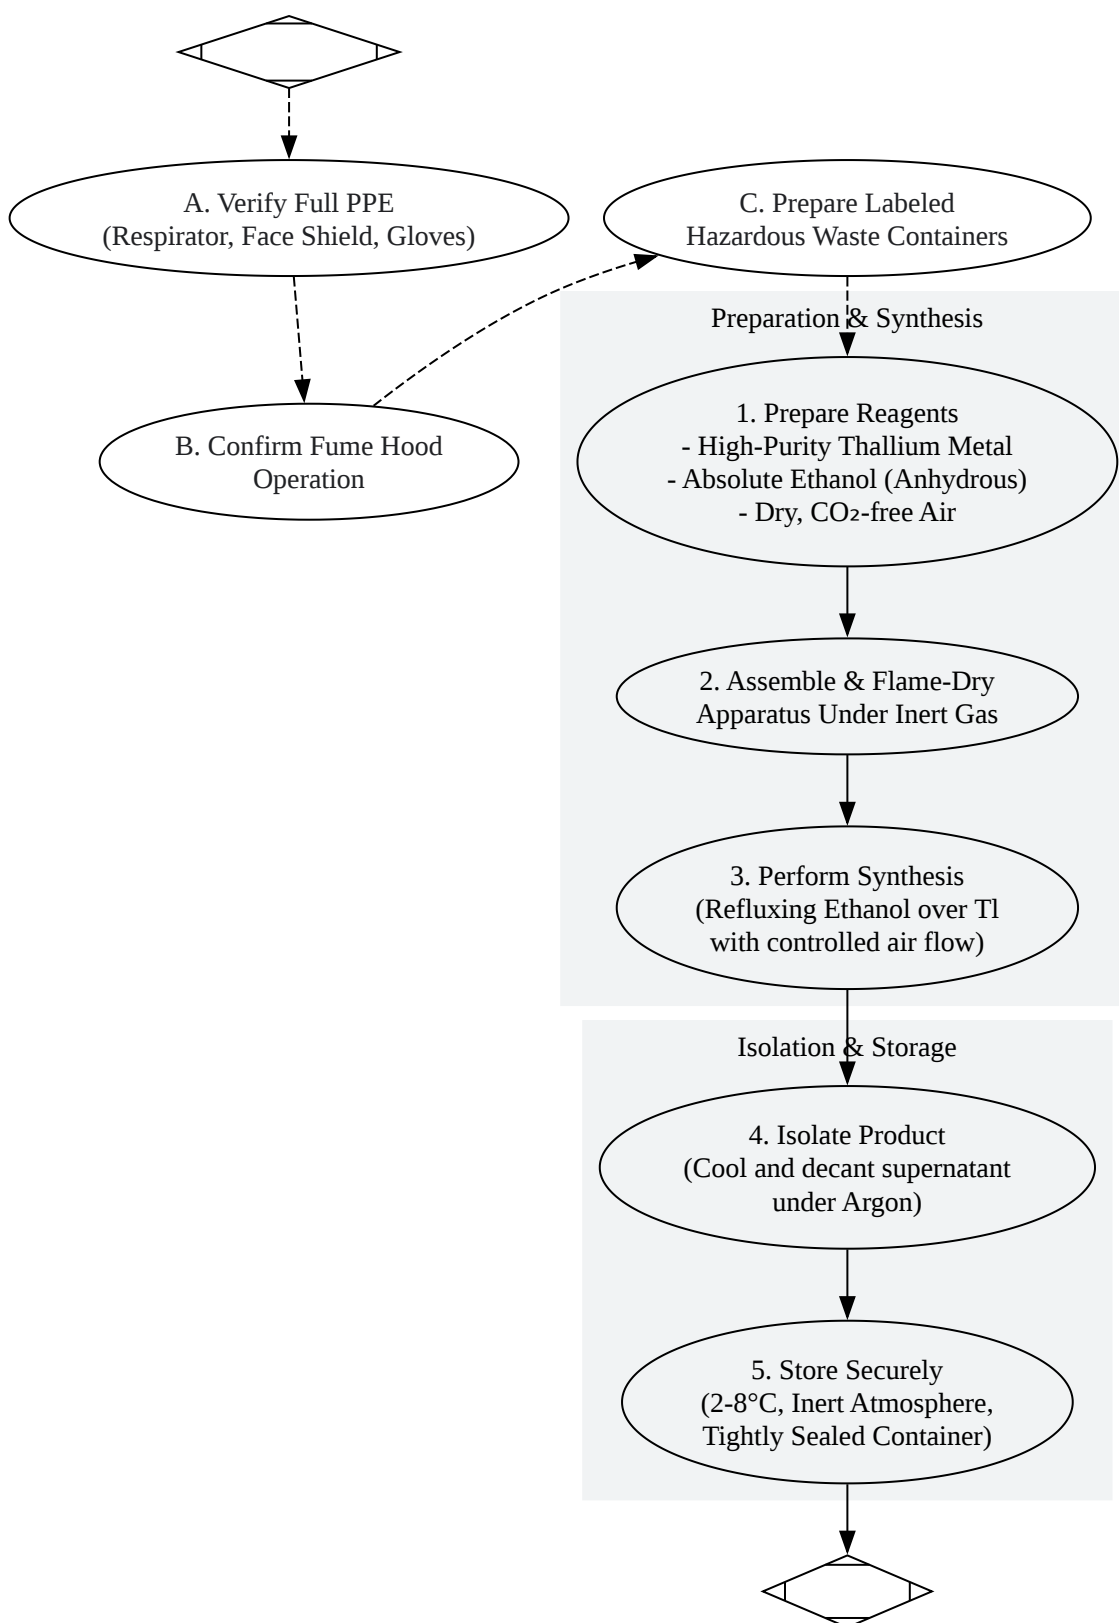 A. Verify Full PPE
(Respirator, Face Shield, Gloves)
B. Confirm Fume Hood
Operation
C. Prepare Labeled
Hazardous Waste Containers
Preparation & Synthesis
1. Prepare Reagents
- High-Purity Thallium Metal
- Absolute Ethanol (Anhydrous)
- Dry, CO₂-free Air
2. Assemble & Flame-Dry
Apparatus Under Inert Gas
3. Perform Synthesis
(Refluxing Ethanol over Tl
with controlled air flow)
Isolation & Storage
4. Isolate Product
(Cool and decant supernatant
under Argon)
5. Store Securely
(2-8°C, Inert Atmosphere,
Tightly Sealed Container)